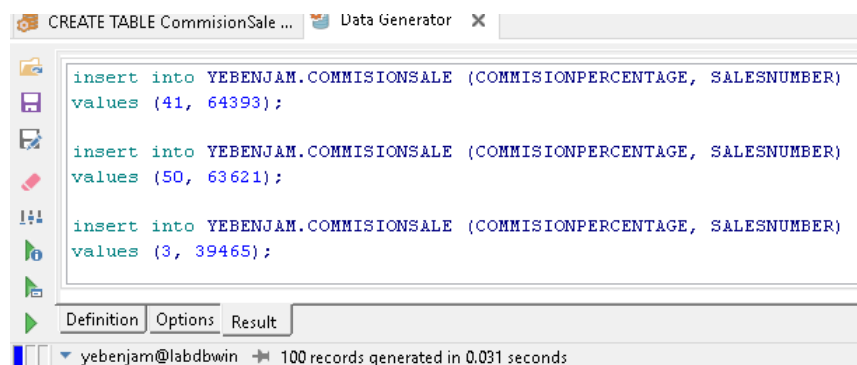 CREATE TABLE CommisionSale ... Data Generator
insert into YEBENJAM.COMMISIONSALE (COMMISIONPERCENTAGE, SALESNUMBER)
values (41, 64393);
insert into YEBENJAM.COMMISIONSALE (COMMISIONPERCENTAGE, SALESNUMBER)
values (50, 63621);
insert into YEBENJAM.COMMISIONSALE (COMMISIONPERCENTAGE, SALESNUMBER)
values (3, 39465);
Definition Options Result
yebenjam@labdbwin 100 records generated in 0.031 seconds